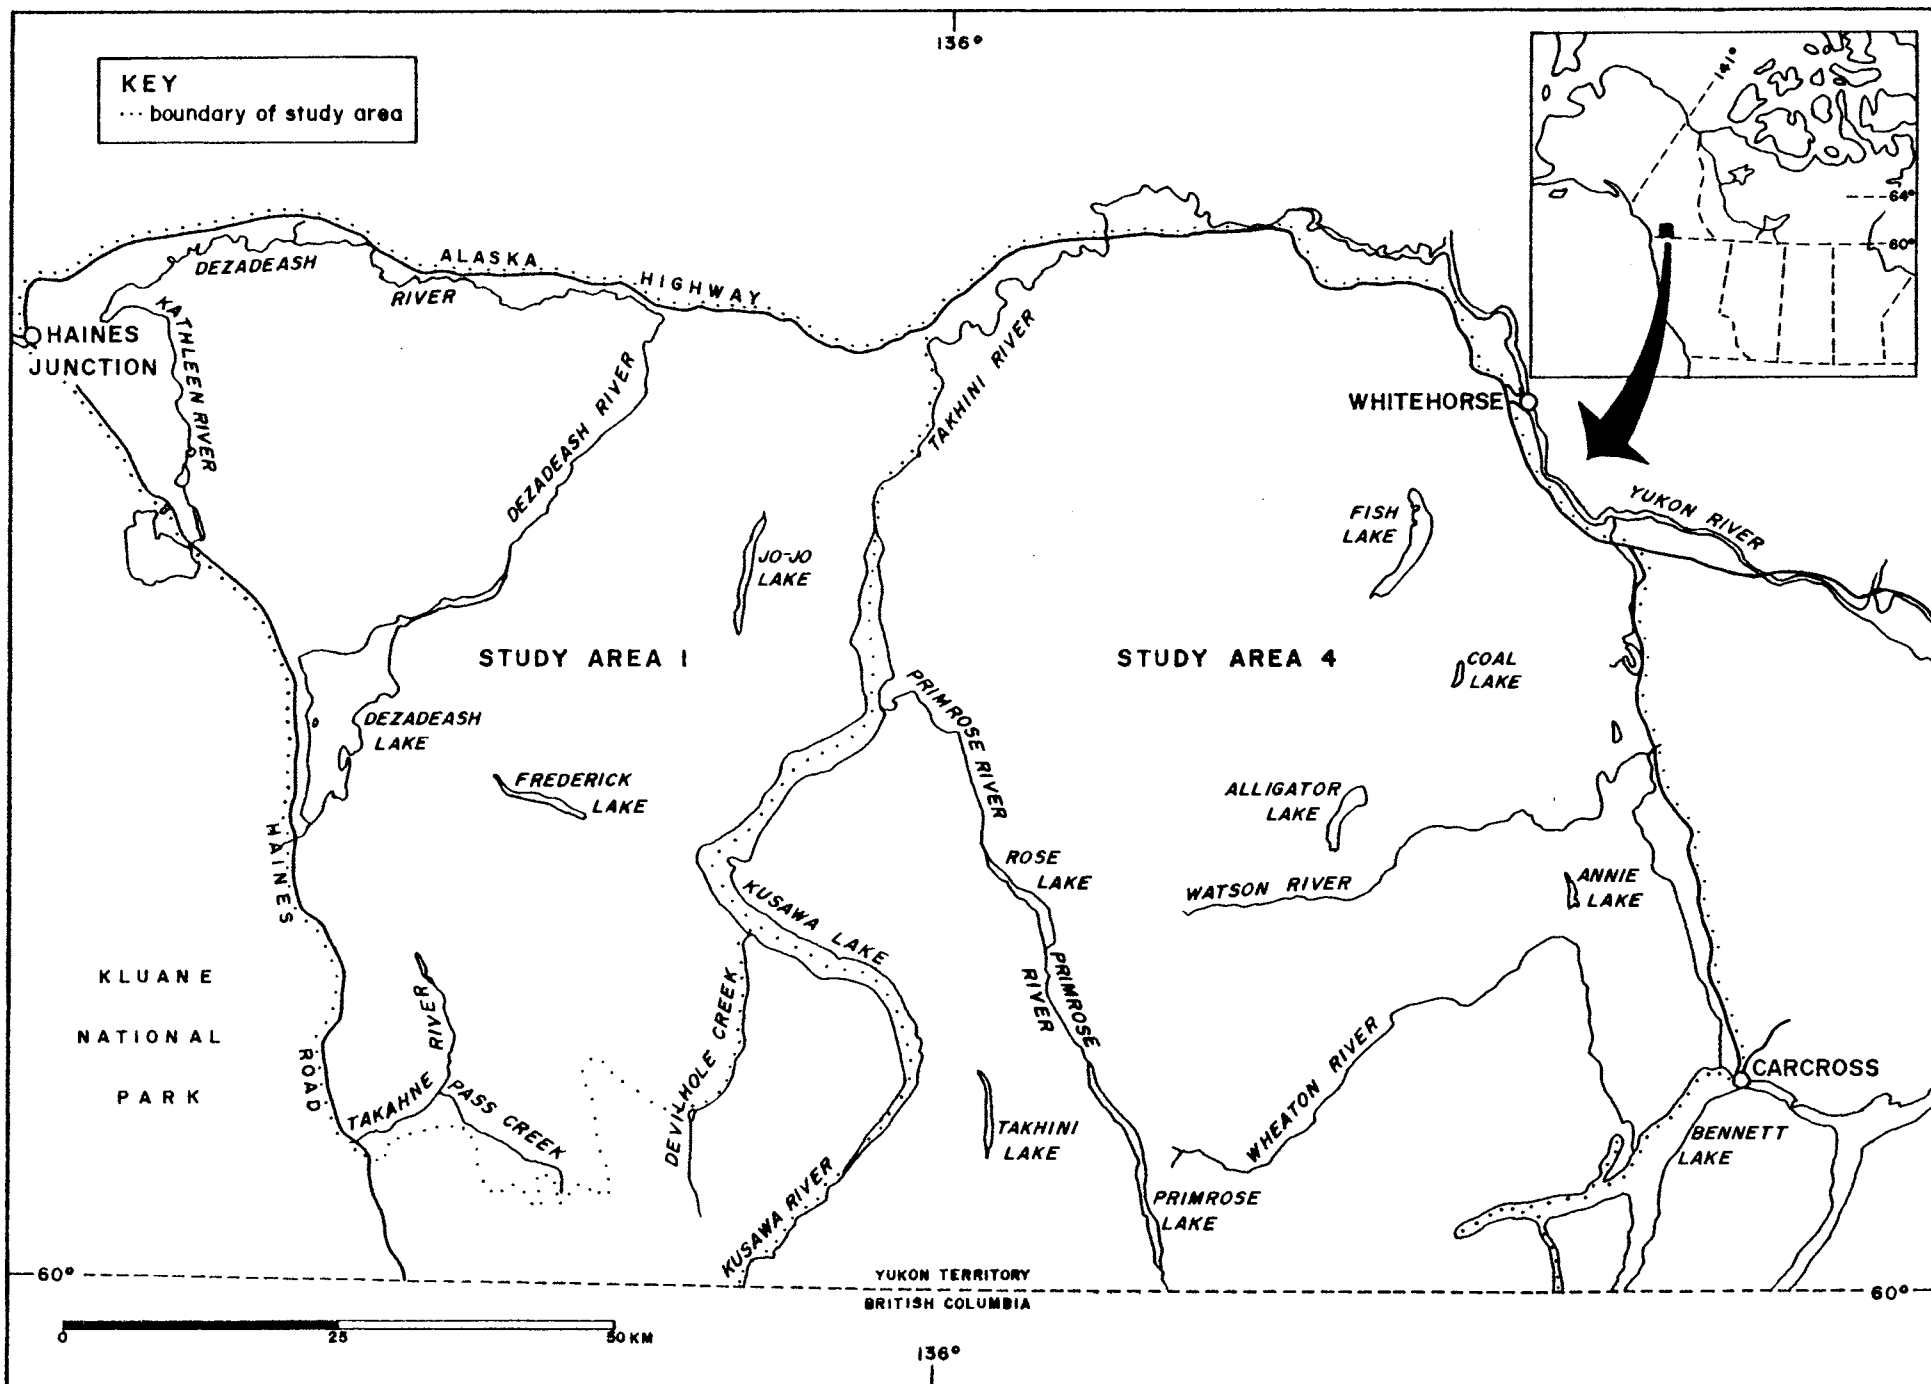 136°
KEY
... boundary of study area
141°
64°
60°
ALASKA
HIGHWAY
DEZADEASH
RIVER
KATHLEEN RIVER
HAINES
JUNCTION
DEZADEASH RIVER
TAKHINI RIVER
WHITEHORSE
YUKON RIVER
FISH
LAKE
JO-JO
LAKE
STUDY AREA 1
STUDY AREA 4
COAL
LAKE
PRIMROSE RIVER
DEZADEASH
LAKE
FREDERICK
LAKE
ALLIGATOR
LAKE
HAINES
ROAD
ROSE
LAKE
WATSON RIVER
ANNIE
LAKE
KUSAWA LAKE
KLUANE
NATIONAL
PARK
PRIMROSE
RIVER
DEVILHOLE CREEK
TAKAHNE RIVER
PASS CREEK
WHEATON RIVER
CARCROSS
TAKHINI
LAKE
BENNETT
LAKE
PRIMROSE
LAKE
KUSAWA RIVER
60°
YUKON TERRITORY
BRITISH COLUMBIA
60°
0 25 50 KM
136°